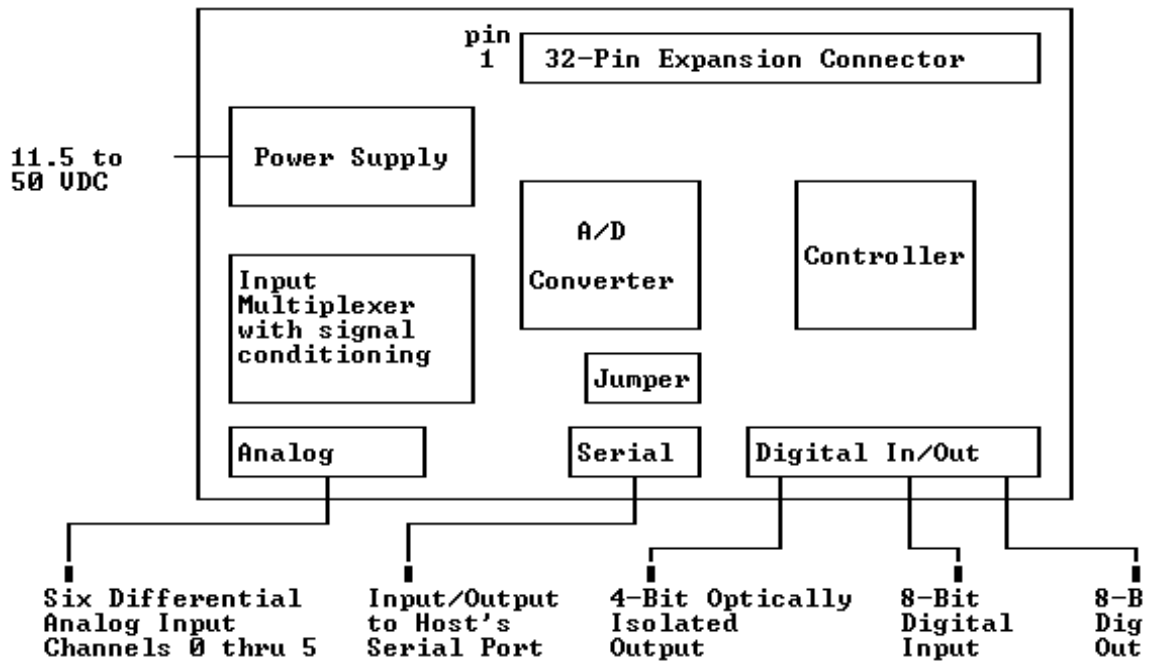 pin
1
32-Pin Expansion Connector
11.5 to
50 VDC
Power Supply
A/D
Converter
Controller
Input
Multiplexer
with signal
conditioning
Jumper
Analog
Serial
Digital In/Out
Six Differential
Analog Input
Channels 0 thru 5
Input/Output
to Host's
Serial Port
4-Bit Optically
Isolated
Output
8-Bit
Digital
Input
8-B
Dig
Out